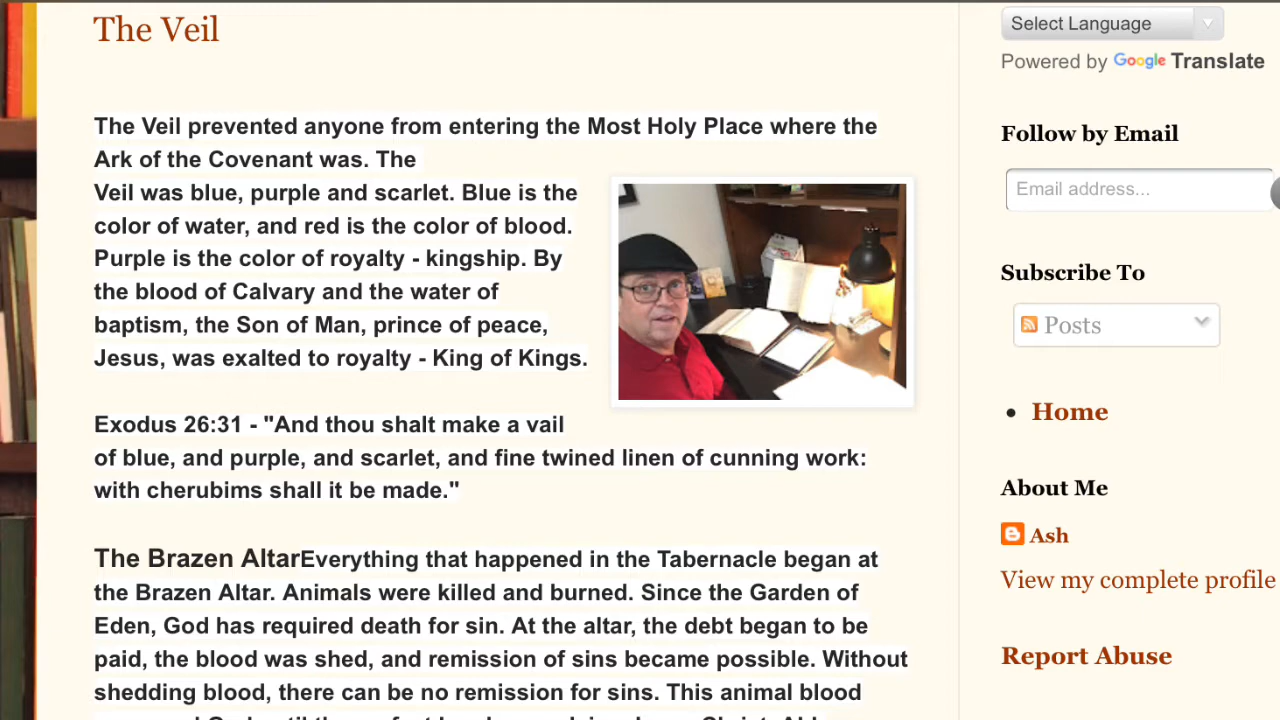 The Veil
The Veil prevented anyone from entering the Most Holy Place where the
Ark of the Covenant was. The
Veil was blue, purple and scarlet. Blue is the
color of water, and red is the color of blood.
Purple is the color of royalty - kingship. By
the blood of Calvary and the water of
baptism, the Son of Man, prince of peace,
Jesus, was exalted to royalty - King of Kings.
Exodus 26:31 - "And thou shalt make a vail
of blue, and purple, and scarlet, and fine twined linen of cunning work:
with cherubims shall it be made."
The Brazen AltarEverything that happened in the Tabernacle began at
the Brazen Altar. Animals were killed and burned. Since the Garden of
Eden, God has required death for sin. At the altar, the debt began to be
paid, the blood was shed, and remission of sins became possible. Without
shedding blood, there can be no remission for sins. This animal blood
Select Language
Powered by Google Translate
Follow by Email
Email address...
Subscribe To
Posts
Home
About Me
Ash
View my complete profile
Report Abuse